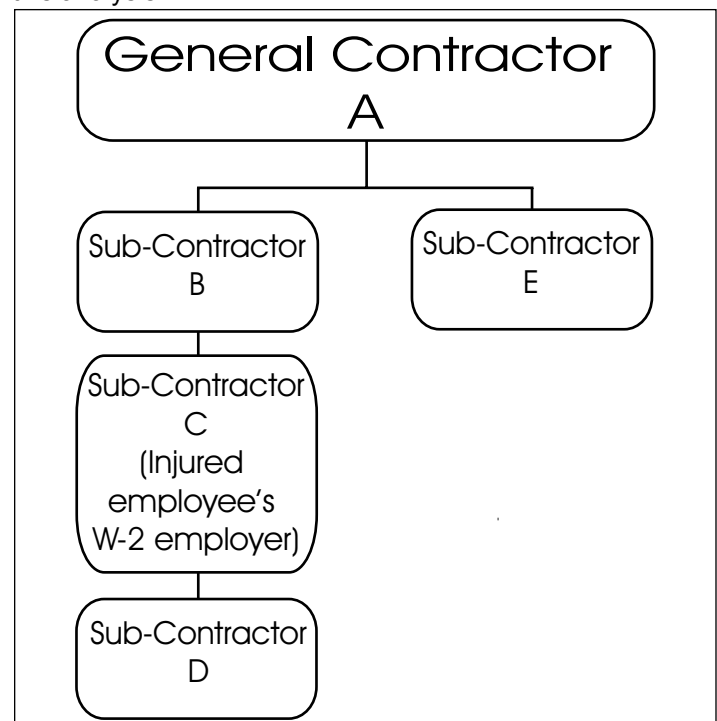 General Contractor
A
Sub-Contractor
B
Sub-Contractor
E
Sub-Contractor
C
(Injured
employee's
W-2 employer)
Sub-Contractor
D